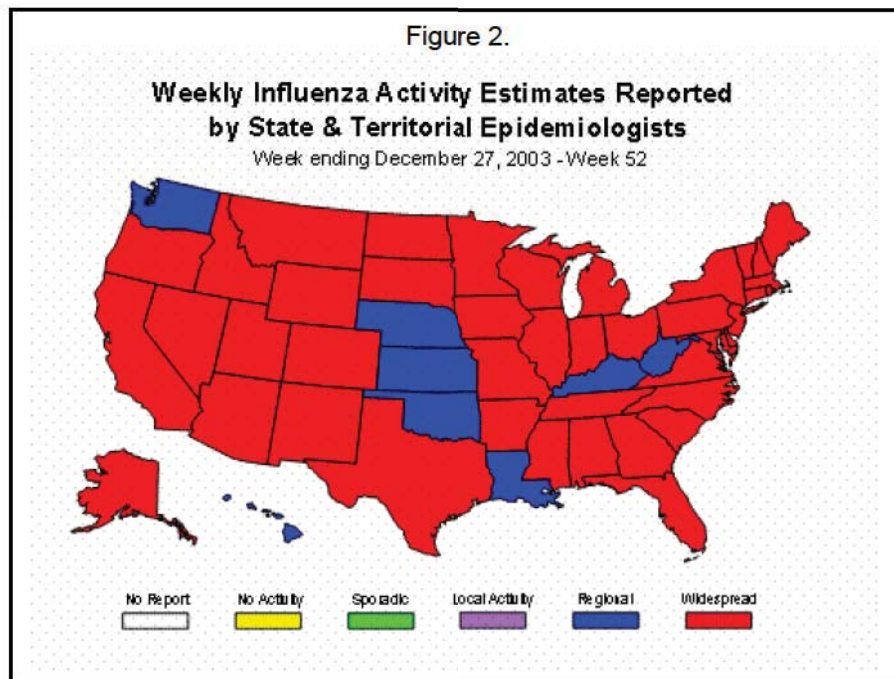 Figure 2.
Weekly Influenza Activity Estimates Reported
by State & Territorial Epidemiologists
Week ending December 27, 2003 - Week 52
No Report No Activity Sporadic Local Activity Regional Widespread